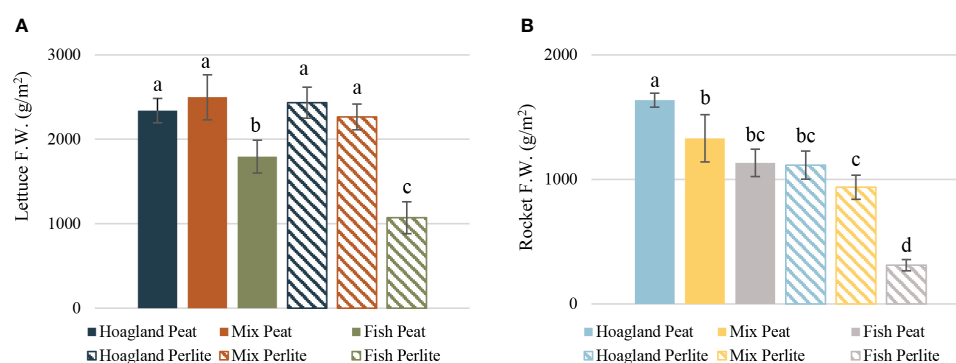 A
B
3000
2000
1000
0
Letttuce F.W. (g/m²)
a
a
b
a
a
c
Hoagland Peat Mix Peat Fish Peat
Hoagland Perlite Mix Perlite Fish Perlite
2000
1000
0
Rocket F.W. (g/m²)
a
b
bc
bc
c
d
Hoagland Peat Mix Peat Fish Peat
Hoagland Perlite Mix Perlite Fish Perlite